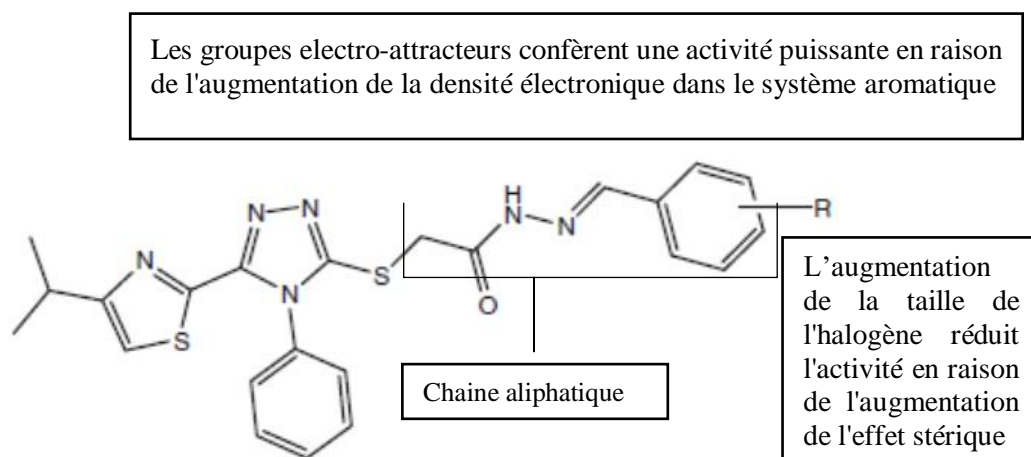 Les groupes electro-attracteurs confèrent une activité puissante en raison
de l'augmentation de la densité électronique dans le système aromatique
N
N
H
N
N
R
N
N
S
O
S
L’augmentation
de la taille de
l'halogène réduit
l'activité en raison
de l'augmentation
de l'effet stérique
Chaine aliphatique